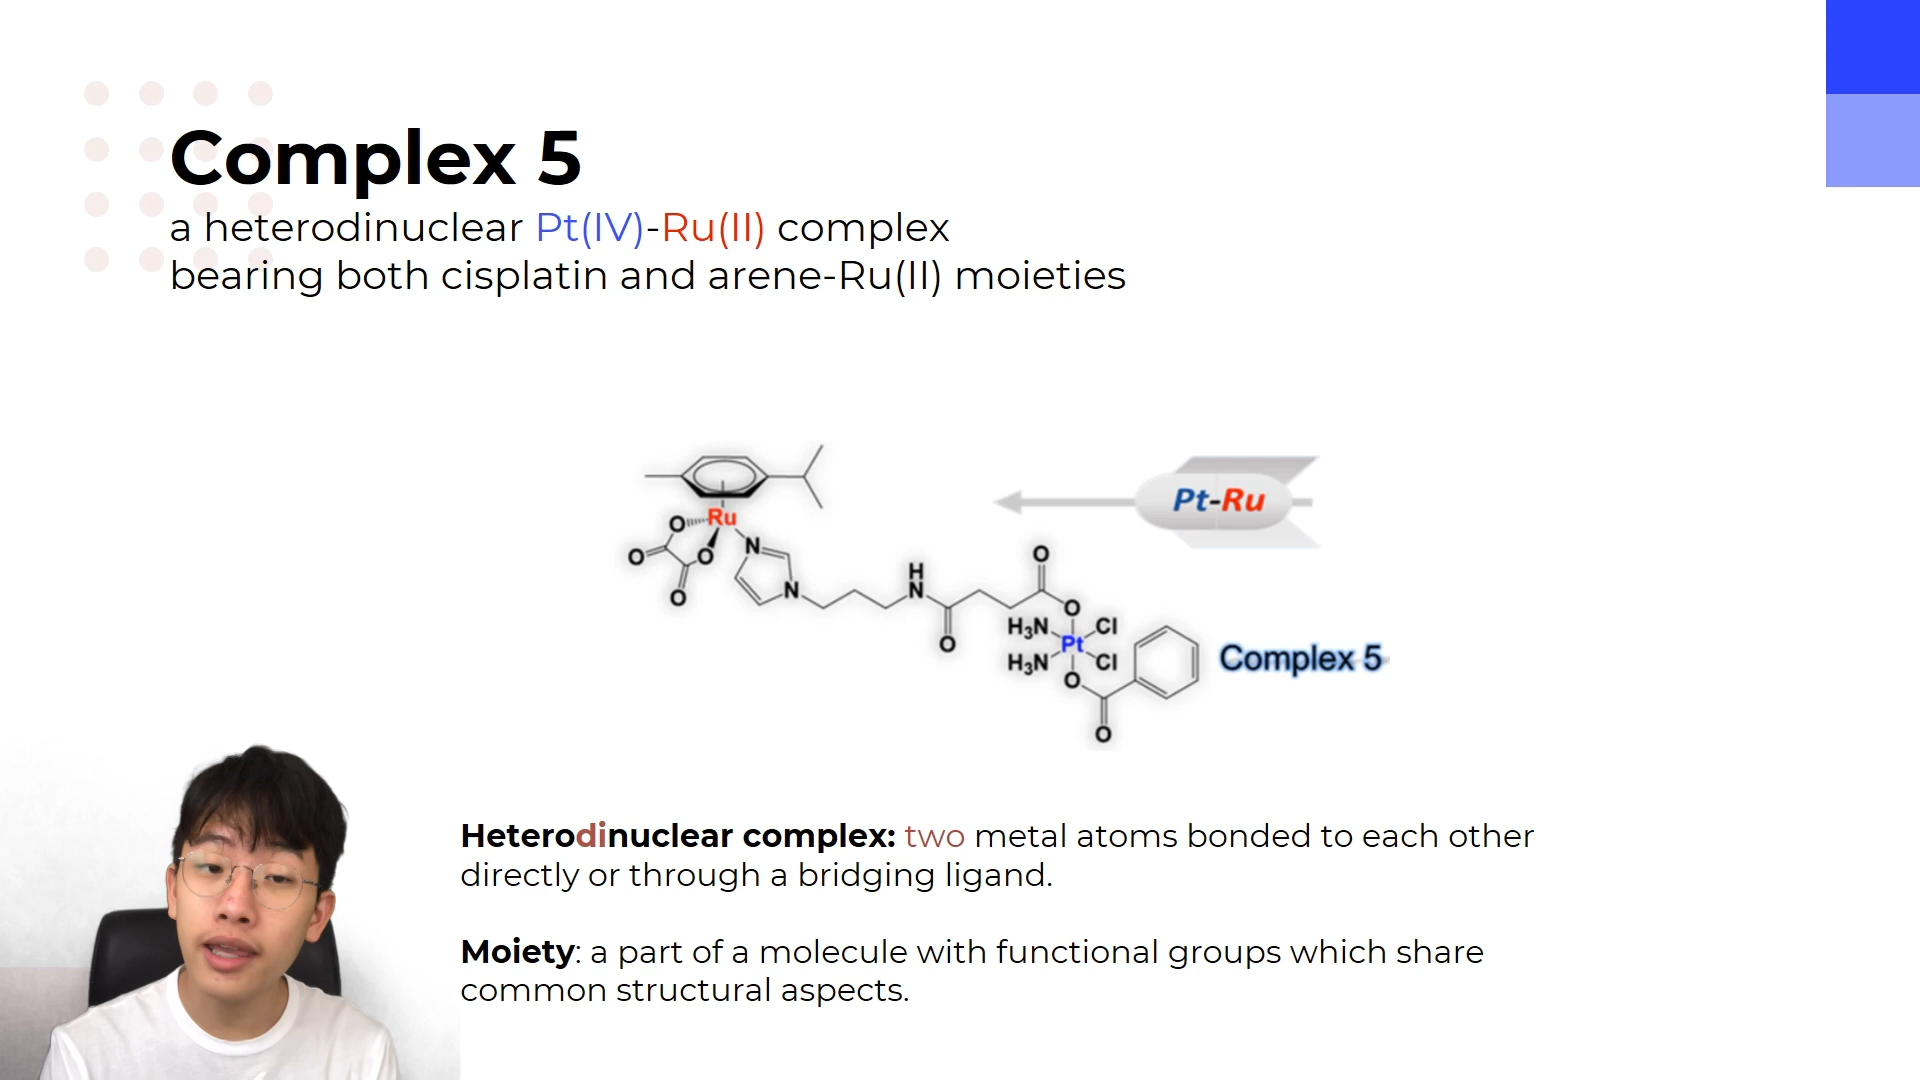 Complex 5
a heterodinuclear Pt(IV)-Ru(II) complex
bearing both cisplatin and arene-Ru(II) moieties
Pt-Ru
Ru
O
O
O
O
N
N
H
N
O
O
O
H₃N
Cl
Pt
H₃N
Cl
O
O
Complex 5
Heterodinuclear complex: two metal atoms bonded to each other
directly or through a bridging ligand.
Moiety: a part of a molecule with functional groups which share
common structural aspects.